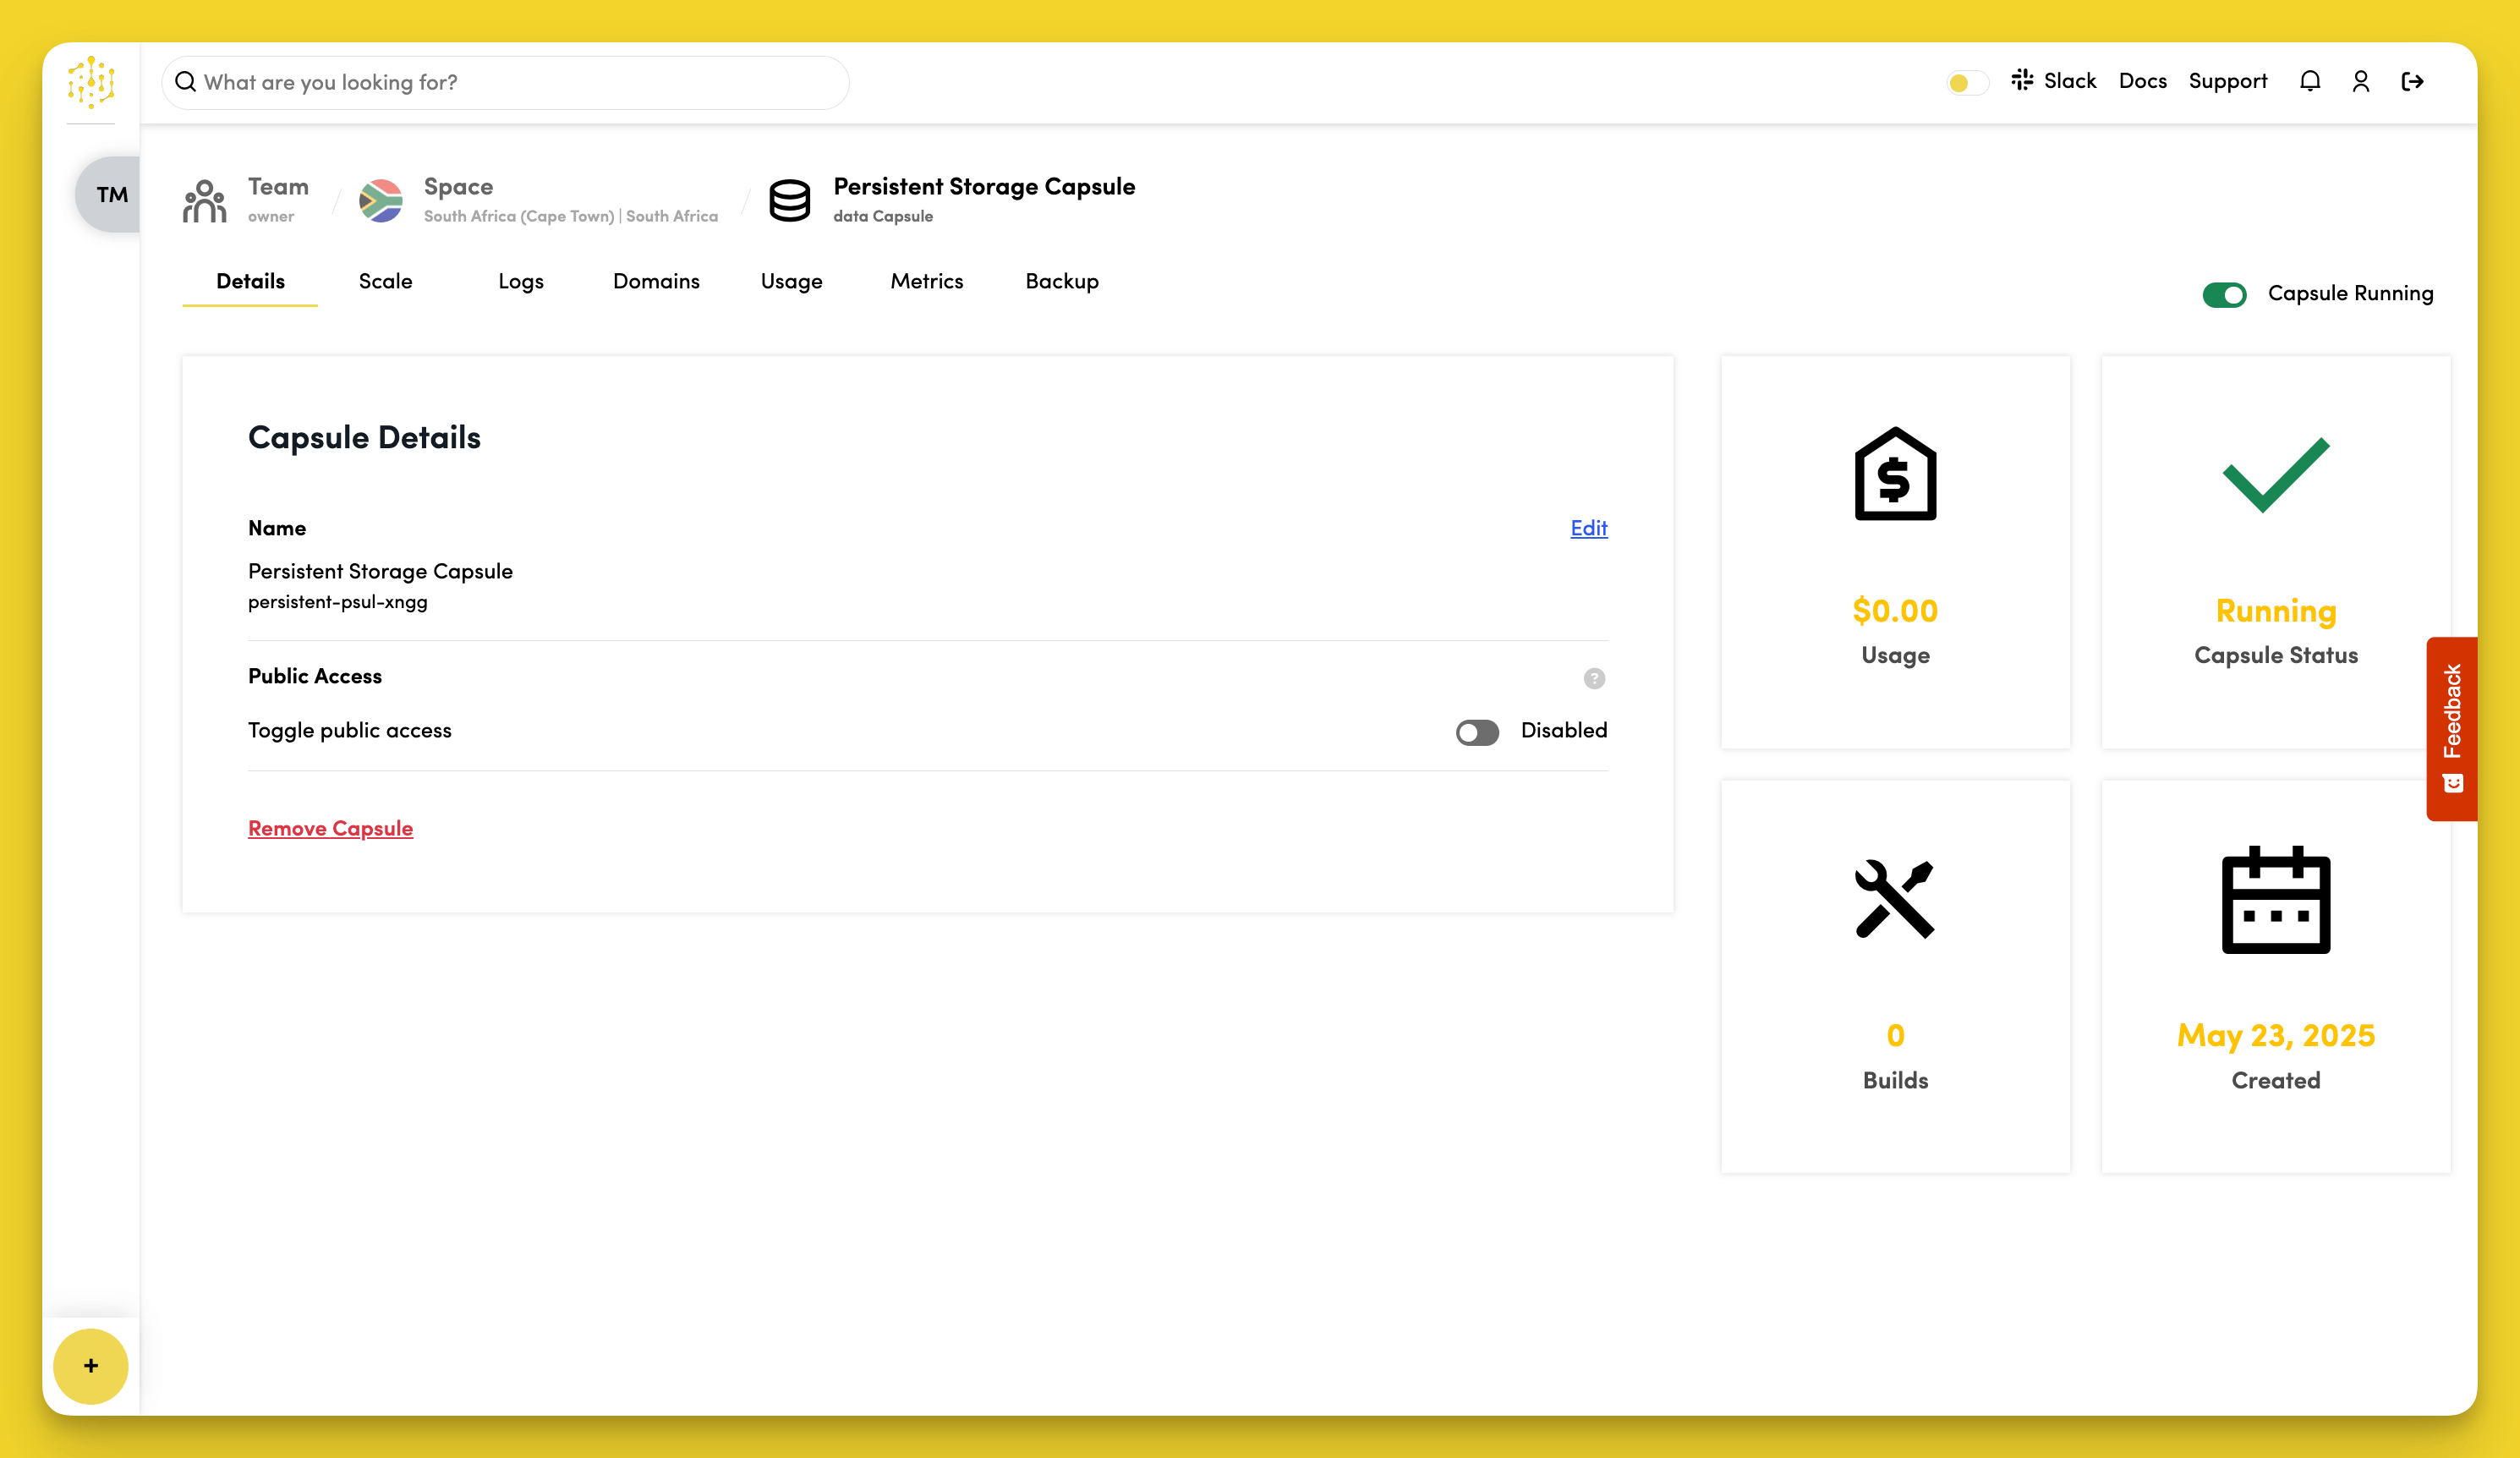 What are you looking for?
Slack Docs Support
TM
Team
owner
Space
South Africa (Cape Town) | South Africa
Persistent Storage Capsule
data Capsule
Details Scale Logs Domains Usage Metrics Backup
Capsule Running
Capsule Details
Name Edit
Persistent Storage Capsule
persistent-psul-xngg
Public Access ?
Toggle public access Disabled
Remove Capsule
$
$0.00
Usage
Running
Capsule Status
Feedback
0
Builds
May 23, 2025
Created
+